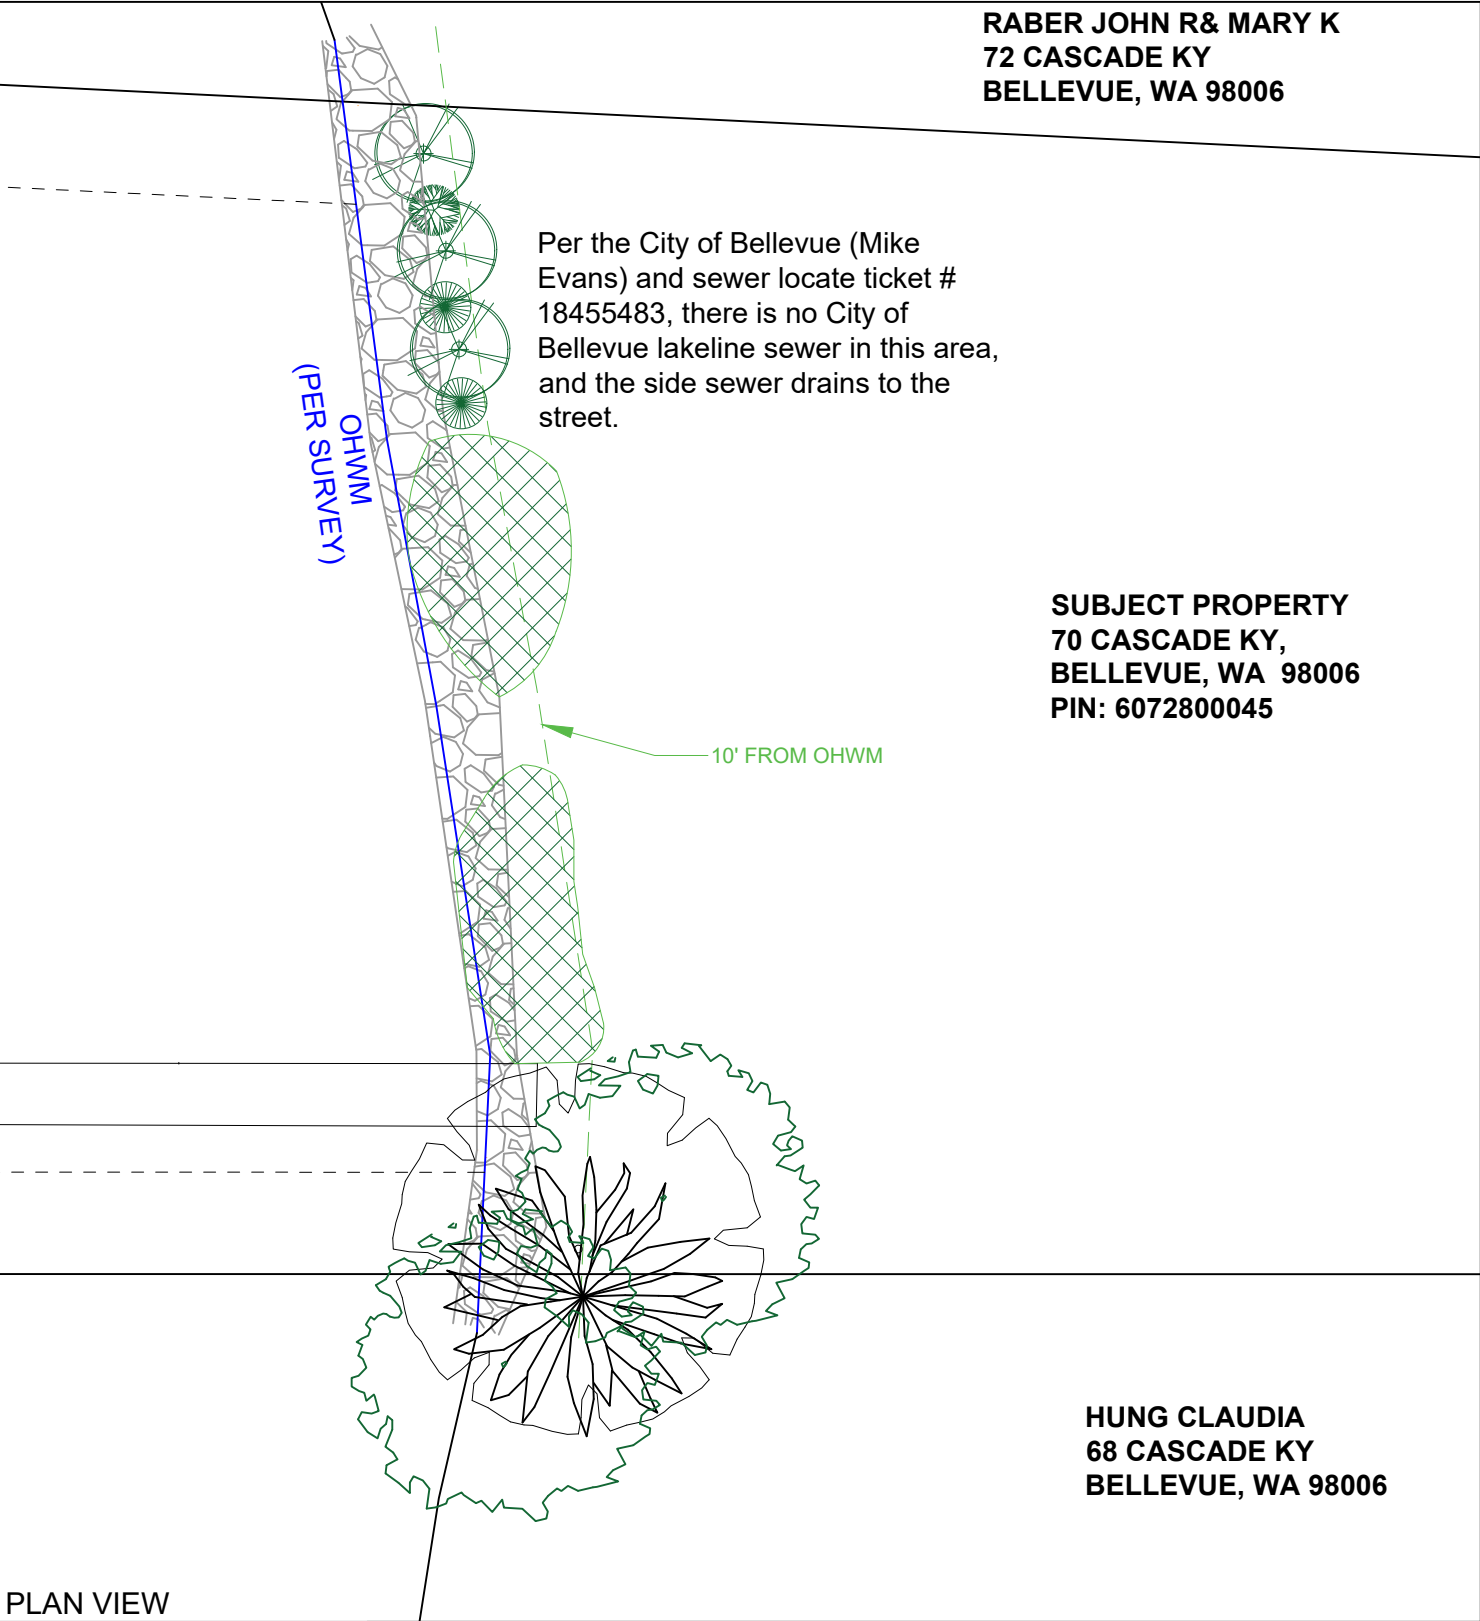 RABER JOHN R& MARY K
72 CASCADE KY
BELLEVUE, WA 98006
Per the City of Bellevue (Mike
Evans) and sewer locate ticket #
18455483, there is no City of
Bellevue lakeline sewer in this area,
and the side sewer drains to the
street.
OHWM
(PER SURVEY)
SUBJECT PROPERTY
70 CASCADE KY,
BELLEVUE, WA  98006
PIN: 6072800045
10' FROM OHWM
HUNG CLAUDIA
68 CASCADE KY
BELLEVUE, WA 98006
PLAN VIEW